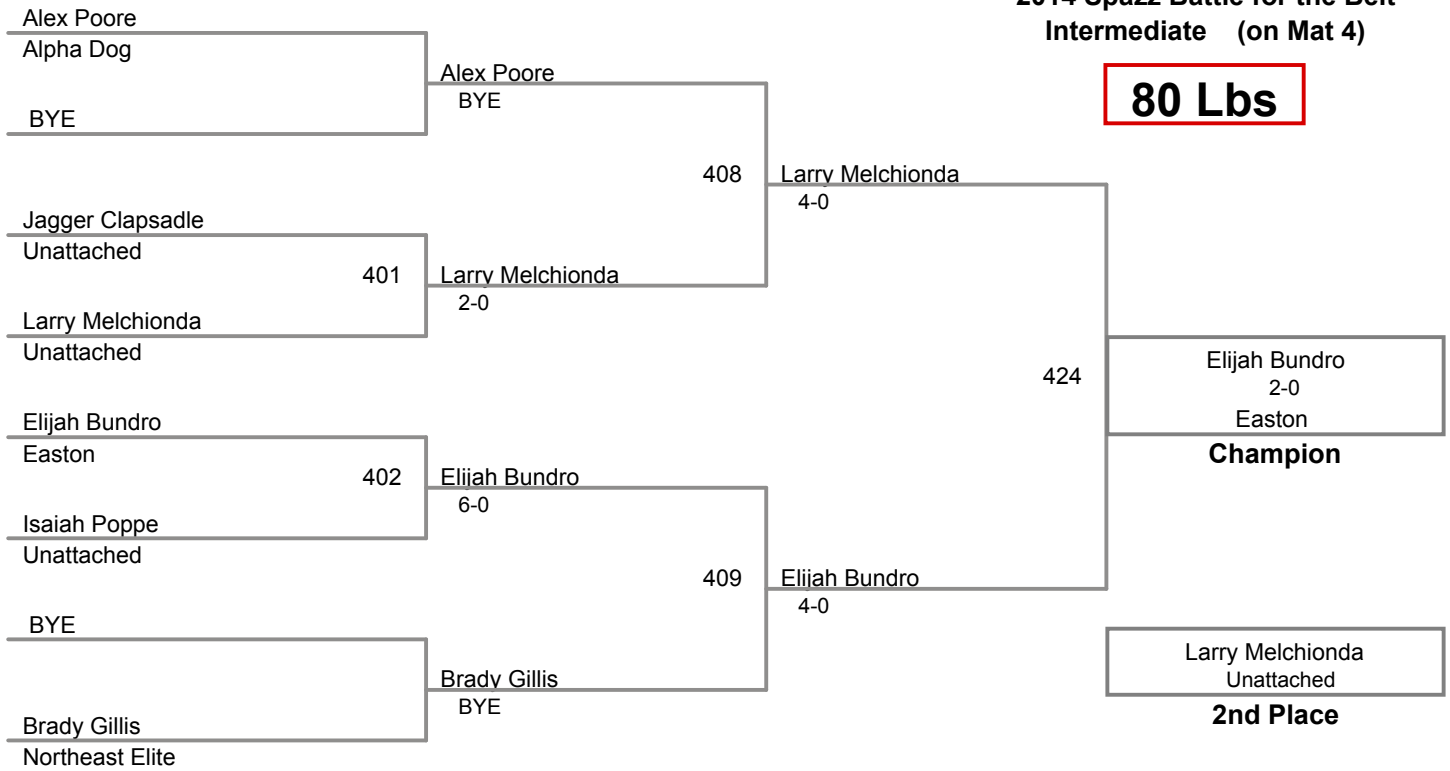 2014 Spazz Battle for the Belt
Intermediate (on Mat 4)
80 Lbs
Alex Poore
Alpha Dog
BYE
Jagger Clapsadle
Unattached
Larry Melchionda
Unattached
Elijah Bundro
Easton
Isaiah Poppe
Unattached
BYE
Brady Gillis
Northeast Elite
Alex Poore
BYE
401
Larry Melchionda
2-0
402
Elijah Bundro
6-0
Brady Gillis
BYE
408
Larry Melchionda
4-0
409
Elijah Bundro
4-0
424
Elijah Bundro
2-0
Easton
Champion
Larry Melchionda
Unattached
2nd Place